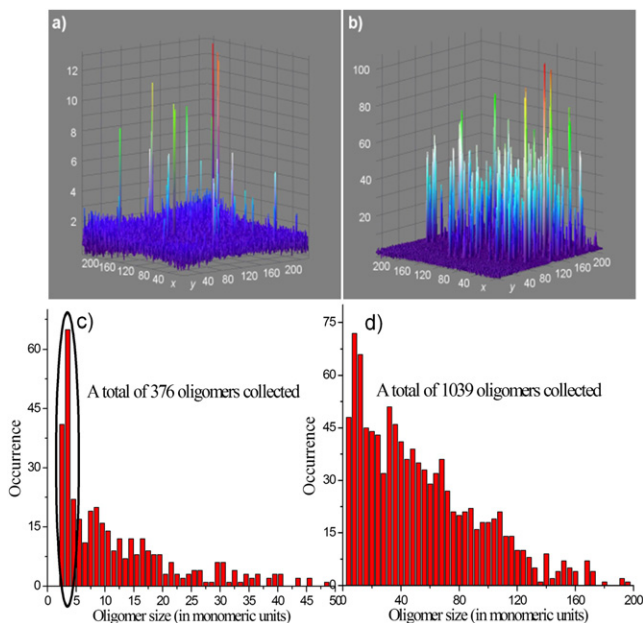 a)
12
10
8
6
4
2
200 160 120 80 40
x y
40 80 120 160 200
b)
100
80
60
40
20
200 160 120 80 40
x y
40 80 120 160 200
c)
60
45
30
15
0
Occurrence
A total of 376 oligomers collected
0 5 10 15 20 25 30 35 40 45 50
Oligomer size (in monomeric units)
d)
75
60
45
30
15
0
Occurrence
A total of 1039 oligomers collected
0 40 80 120 160 200
Oligomer size (in monomeric units)